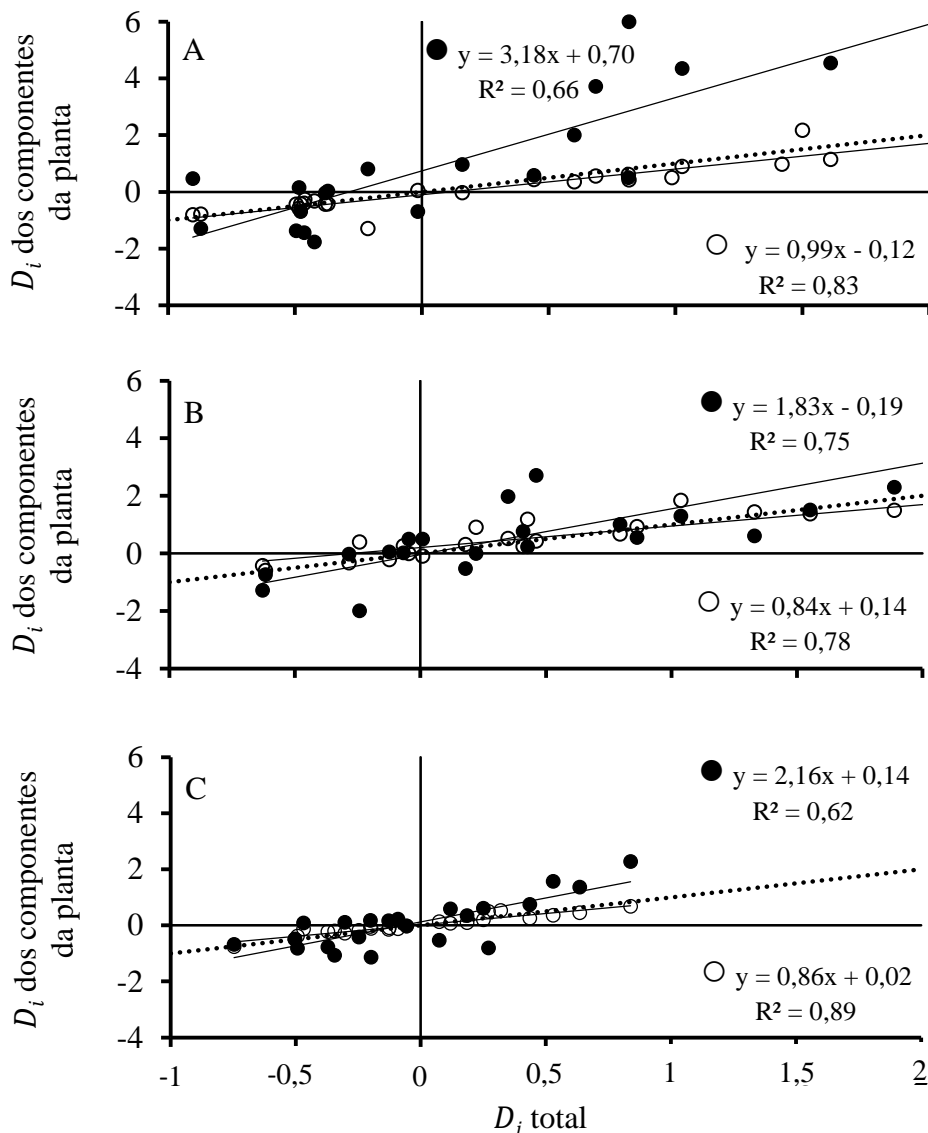 6
4
2
0
-2
-4
A
y = 3,18x + 0,70
R² = 0,66
y = 0,99x - 0,12
R² = 0,83
D_i dos componentes
da planta
6
4
2
0
-2
-4
B
y = 1,83x - 0,19
R² = 0,75
y = 0,84x + 0,14
R² = 0,78
D_i dos componentes
da planta
6
4
2
0
-2
-4
C
y = 2,16x + 0,14
R² = 0,62
y = 0,86x + 0,02
R² = 0,89
D_i dos componentes
da planta
-1 -0,5 0 0,5 1 1,5 2
D_i total